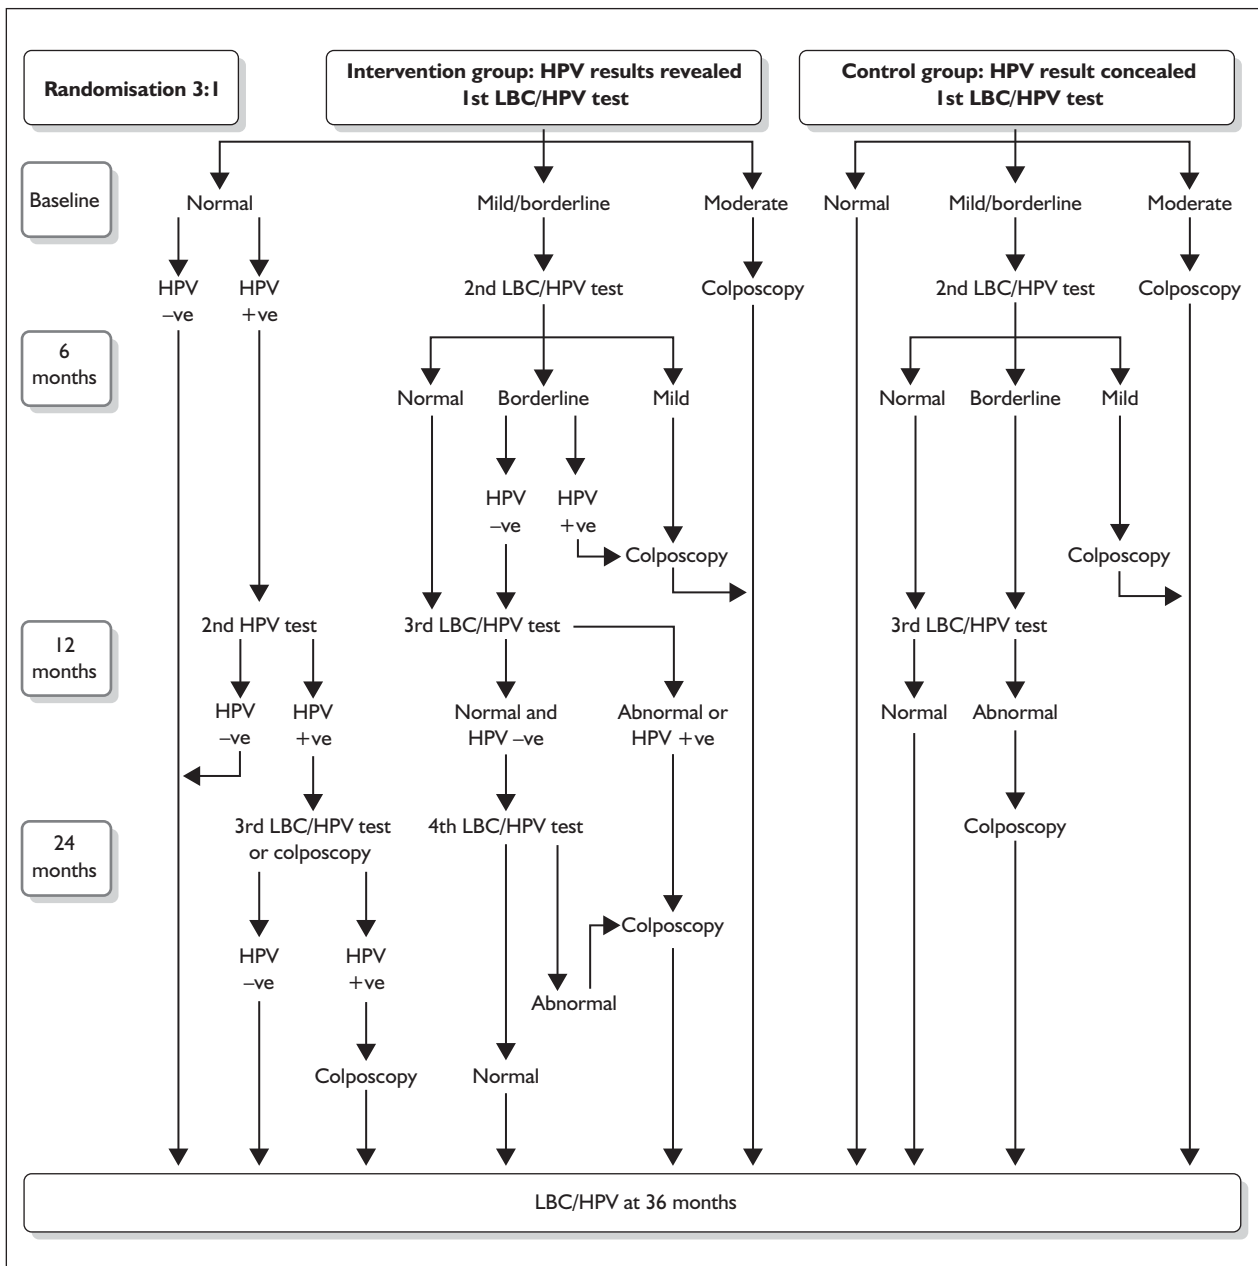 Randomisation 3:1
Intervention group: HPV results revealed
1st LBC/HPV test
Control group: HPV result concealed
1st LBC/HPV test
Baseline
Normal
Mild/borderline
Moderate
Normal
Mild/borderline
Moderate
HPV
–ve
HPV
+ve
2nd LBC/HPV test
Colposcopy
2nd LBC/HPV test
Colposcopy
6
months
Normal
Borderline
Mild
Normal
Borderline
Mild
HPV
–ve
HPV
+ve
Colposcopy
Colposcopy
12
months
2nd HPV test
3rd LBC/HPV test
3rd LBC/HPV test
HPV
–ve
HPV
+ve
Normal and
HPV –ve
Abnormal or
HPV +ve
Normal
Abnormal
24
months
3rd LBC/HPV test
or colposcopy
4th LBC/HPV test
Colposcopy
HPV
–ve
HPV
+ve
Colposcopy
Abnormal
Colposcopy
Normal
LBC/HPV at 36 months